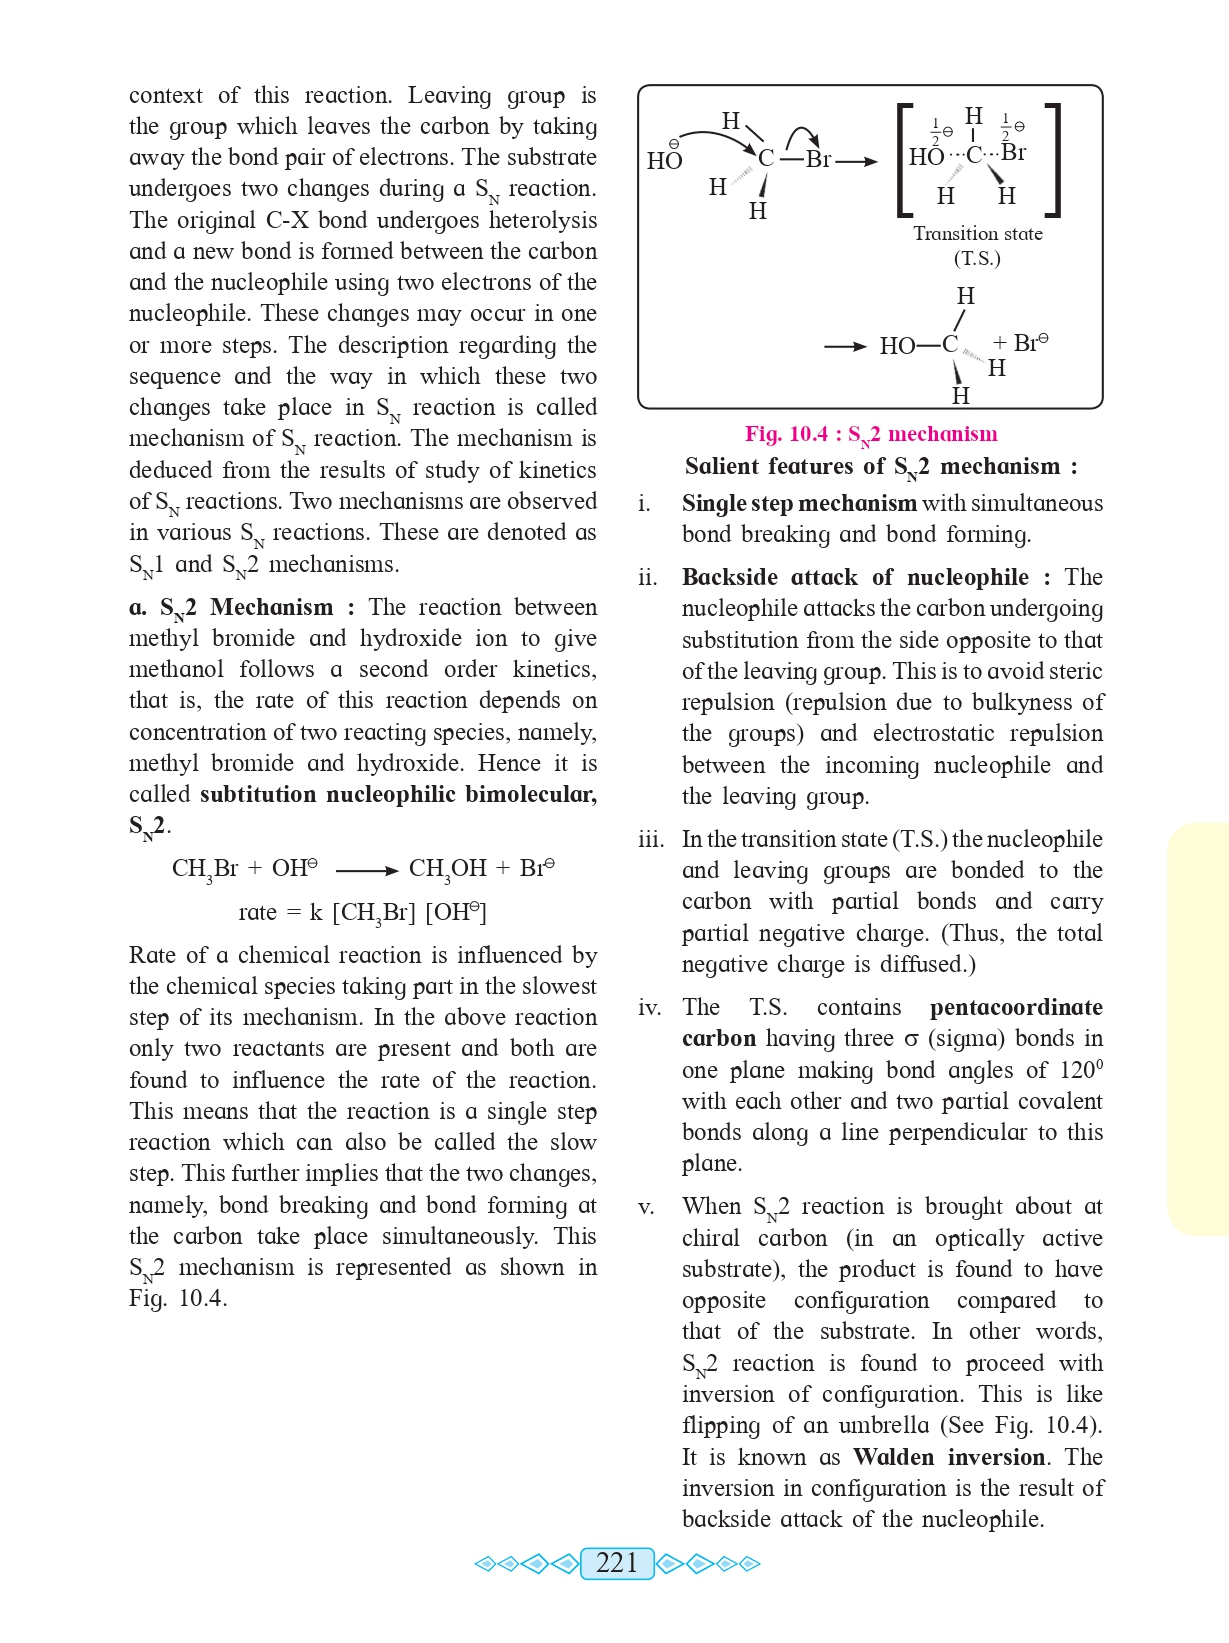 context of this reaction. Leaving group is
the group which leaves the carbon by taking
away the bond pair of electrons. The substrate
undergoes two changes during a S_N reaction.
The original C-X bond undergoes heterolysis
and a new bond is formed between the carbon
and the nucleophile using two electrons of the
nucleophile. These changes may occur in one
or more steps. The description regarding the
sequence and the way in which these two
changes take place in S_N reaction is called
mechanism of S_N reaction. The mechanism is
deduced from the results of study of kinetics
of S_N reactions. Two mechanisms are observed
in various S_N reactions. These are denoted as
S_N1 and S_N2 mechanisms.
a. S_N2 Mechanism : The reaction between
methyl bromide and hydroxide ion to give
methanol follows a second order kinetics,
that is, the rate of this reaction depends on
concentration of two reacting species, namely,
methyl bromide and hydroxide. Hence it is
called subtitution nucleophilic bimolecular,
S_N2.
CH₃Br + OH⊖ ⟶ CH₃OH + Br⊖
rate = k [CH₃Br] [OH⊖]
Rate of a chemical reaction is influenced by
the chemical species taking part in the slowest
step of its mechanism. In the above reaction
only two reactants are present and both are
found to influence the rate of the reaction.
This means that the reaction is a single step
reaction which can also be called the slow
step. This further implies that the two changes,
namely, bond breaking and bond forming at
the carbon take place simultaneously. This
S_N2 mechanism is represented as shown in
Fig. 10.4.
H
HO⊖ C — Br ⟶
H
H
H
1/2⊖ 1/2⊖
HO ··· C ··· Br
H H
Transition state
(T.S.)
H
⟶ HO—C + Br⊖
H
H
Fig. 10.4 : S_N2 mechanism
Salient features of S_N2 mechanism :
i. Single step mechanism with simultaneous
bond breaking and bond forming.
ii. Backside attack of nucleophile : The
nucleophile attacks the carbon undergoing
substitution from the side opposite to that
of the leaving group. This is to avoid steric
repulsion (repulsion due to bulkyness of
the groups) and electrostatic repulsion
between the incoming nucleophile and
the leaving group.
iii. In the transition state (T.S.) the nucleophile
and leaving groups are bonded to the
carbon with partial bonds and carry
partial negative charge. (Thus, the total
negative charge is diffused.)
iv. The T.S. contains pentacoordinate
carbon having three σ (sigma) bonds in
one plane making bond angles of 120⁰
with each other and two partial covalent
bonds along a line perpendicular to this
plane.
v. When S_N2 reaction is brought about at
chiral carbon (in an optically active
substrate), the product is found to have
opposite configuration compared to
that of the substrate. In other words,
S_N2 reaction is found to proceed with
inversion of configuration. This is like
flipping of an umbrella (See Fig. 10.4).
It is known as Walden inversion. The
inversion in configuration is the result of
backside attack of the nucleophile.
221